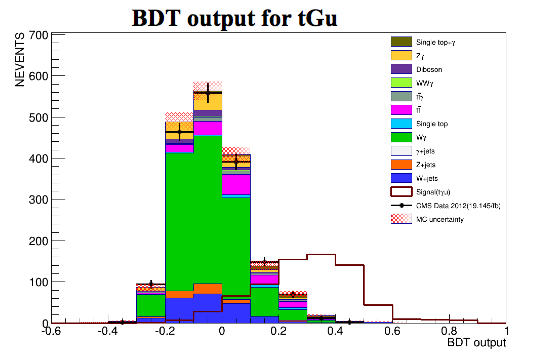 BDT output for tGu
NEVENTS
700
600
500
400
300
200
100
0
-0.6 -0.4 -0.2 0 0.2 0.4 0.6 0.8 1
BDT output
Single top+γ
Zγ
Diboson
WWγ
tt̄γ
tt̄
Single top
Wγ
γ+jets
Z+jets
W+jets
Signal(tγu)
CMS Data 2012(19.145/fb)
MC uncertainty